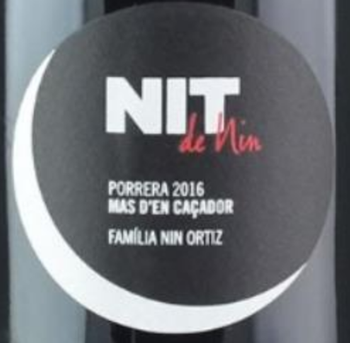 NIT
de Nin
PORRERA 2016
MAS D'EN CAÇADOR
FAMÍLIA NIN ORTIZ